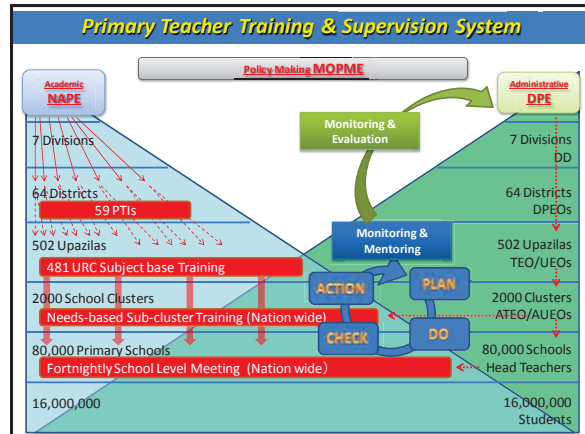 Primary Teacher Training & Supervision System
Policy Making MOPME
Academic
NAPE
Administrative
DPE
Monitoring &
Evaluation
7 Divisions
7 Divisions
DD
64 Districts
59 PTIs
64 Districts
DPEOs
Monitoring &
Mentoring
502 Upazilas
481 URC Subject base Training
502 Upazilas
TEO/UEOs
ACTION
PLAN
DO
CHECK
2000 School Clusters
Needs-based Sub-cluster Training (Nation wide)
2000 Clusters
ATEO/AUEOs
80,000 Primary Schools
Fortnightly School Level Meeting (Nation wide)
80,000 Schools
Head Teachers
16,000,000
16,000,000
Students